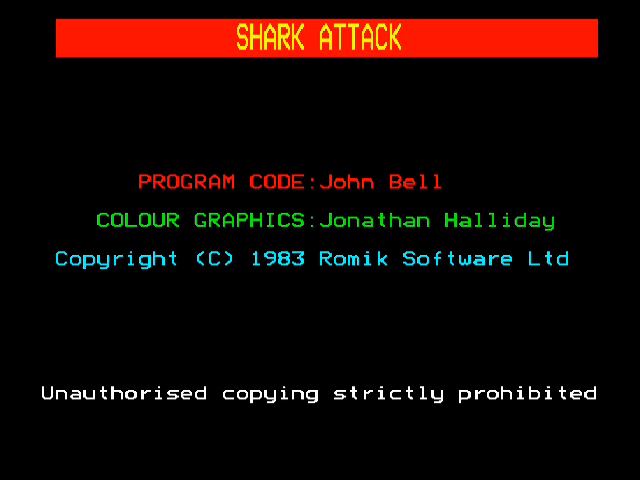 SHARK ATTACK
PROGRAM CODE:John Bell
COLOUR GRAPHICS:Jonathan Halliday
Copyright (C) 1983 Romik Software Ltd
Unauthorised copying strictly prohibited